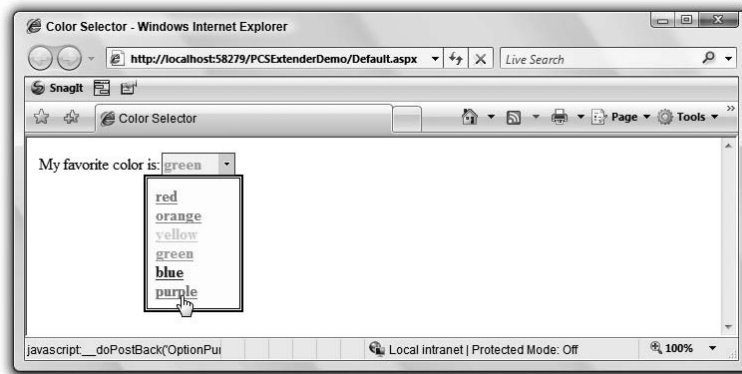 Color Selector - Windows Internet Explorer
http://localhost:58279/PCSExtenderDemo/Default.aspx
Live Search
SnagIt
Color Selector
Page
Tools
»
My favorite color is: green
red
orange
yellow
green
blue
purple
javascript:__doPostBack('OptionPu
Local intranet | Protected Mode: Off
100%